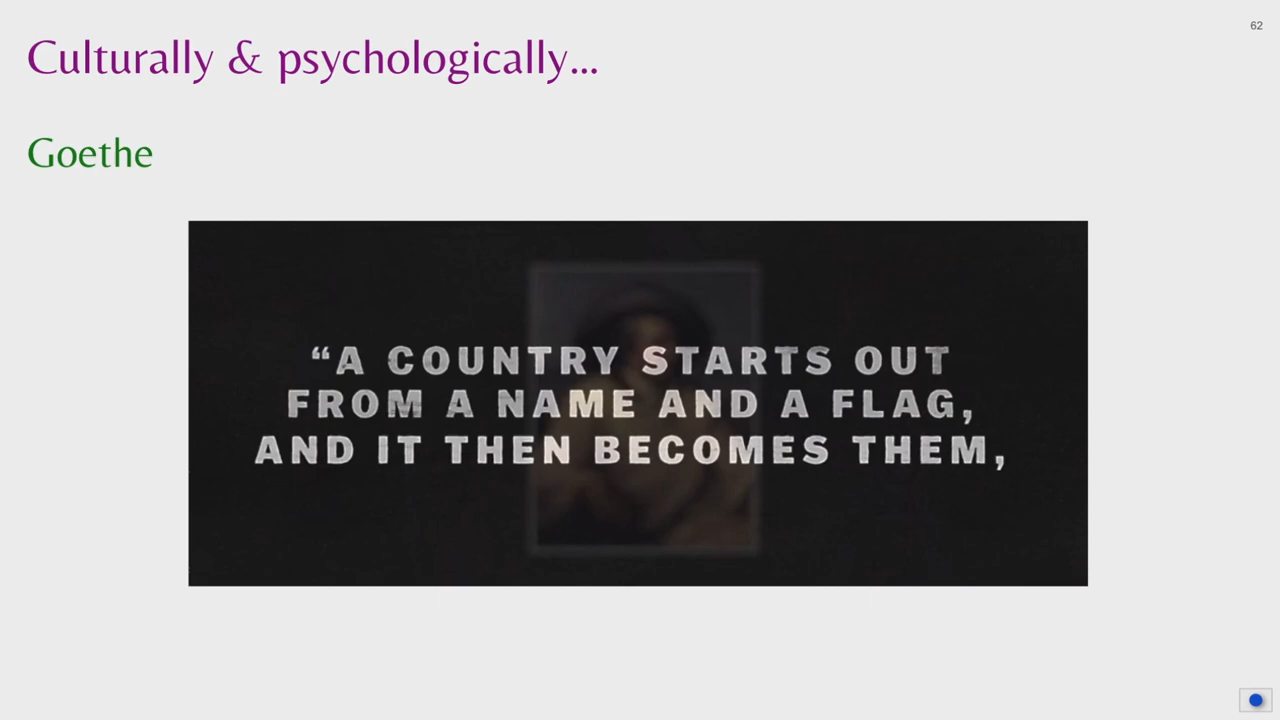 62
Culturally & psychologically...
Goethe
“A COUNTRY STARTS OUT
FROM A NAME AND A FLAG,
AND IT THEN BECOMES THEM,